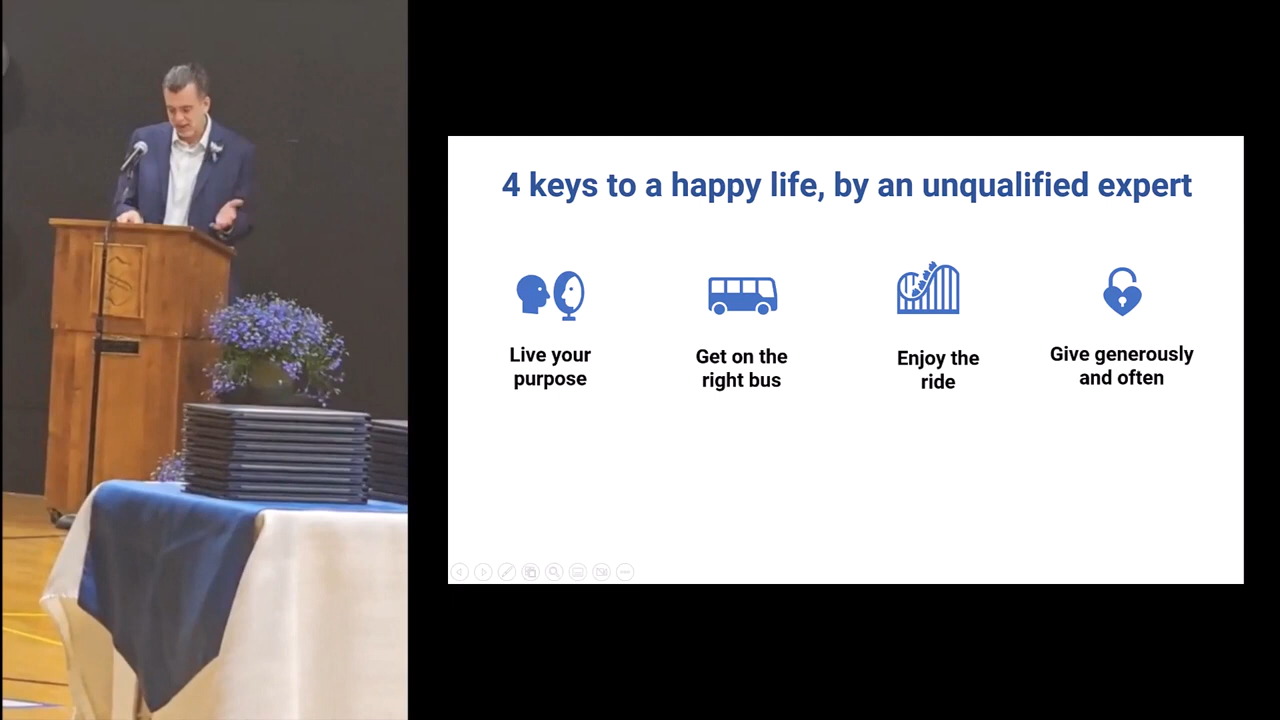 S
4 keys to a happy life, by an unqualified expert
Live your
purpose
Get on the
right bus
Enjoy the
ride
Give generously
and often